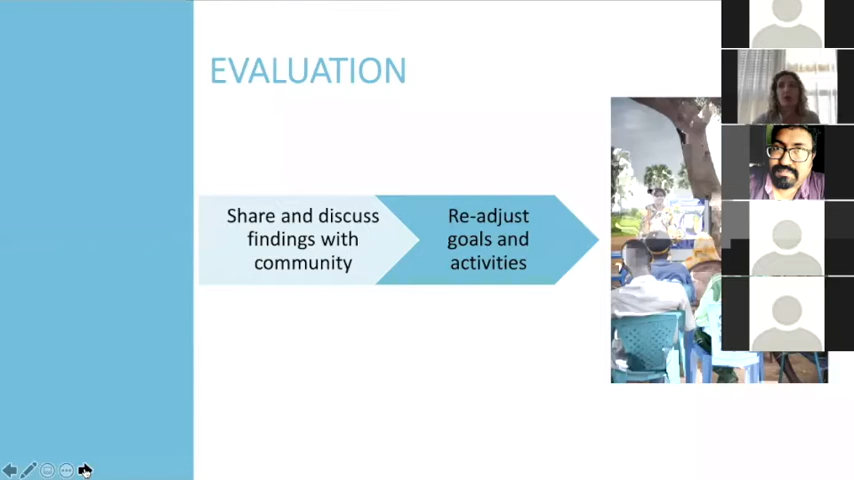 EVALUATION
Share and discuss
findings with
community
Re-adjust
goals and
activities